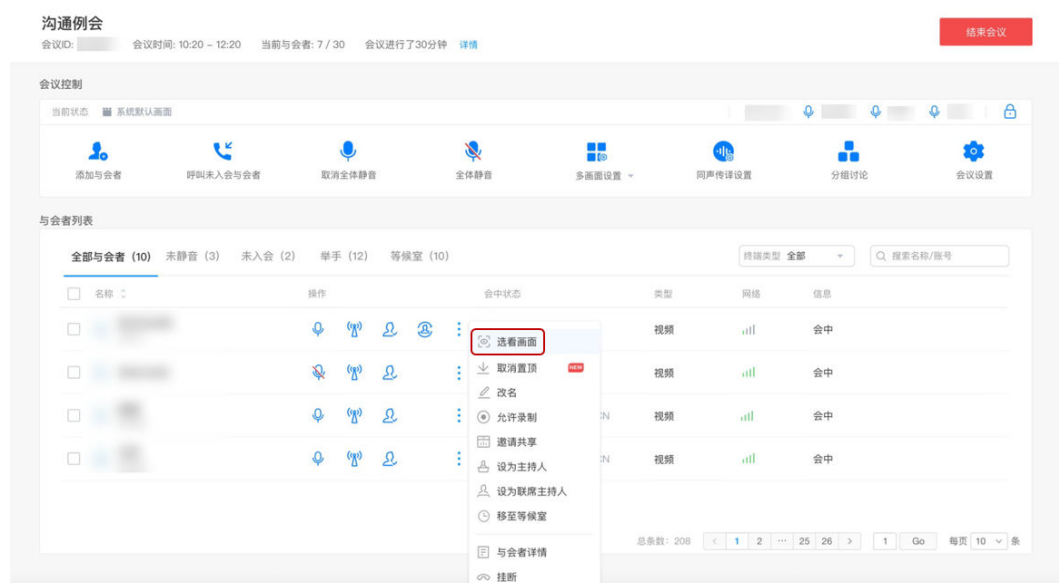 沟通例会
会议ID: 会议时间: 10:20 ~ 12:20 当前与会者: 7 / 30 会议进行了30分钟 详情
结束会议
会议控制
当前状态 系统默认画面
添加与会者 呼叫未入会与会者 取消全体静音 全体静音 多画面设置 同声传译设置 分组讨论 会议设置
与会者列表
全部与会者 (10) 未静音 (3) 未入会 (2) 举手 (12) 等候室 (10) 终端类型 全部 搜索名称/账号
名称 操作 会中状态 类型 网络 信息
选看画面 视频 会中
取消置顶 NEW 视频 会中
改名
允许录制 CN 视频 会中
邀请共享
设为主持人 CN 视频 会中
设为联席主持人
移至等候室
总条数: 208 < 1 2 ... 25 26 > 1 Go 每页 10 条
与会者详情
挂断